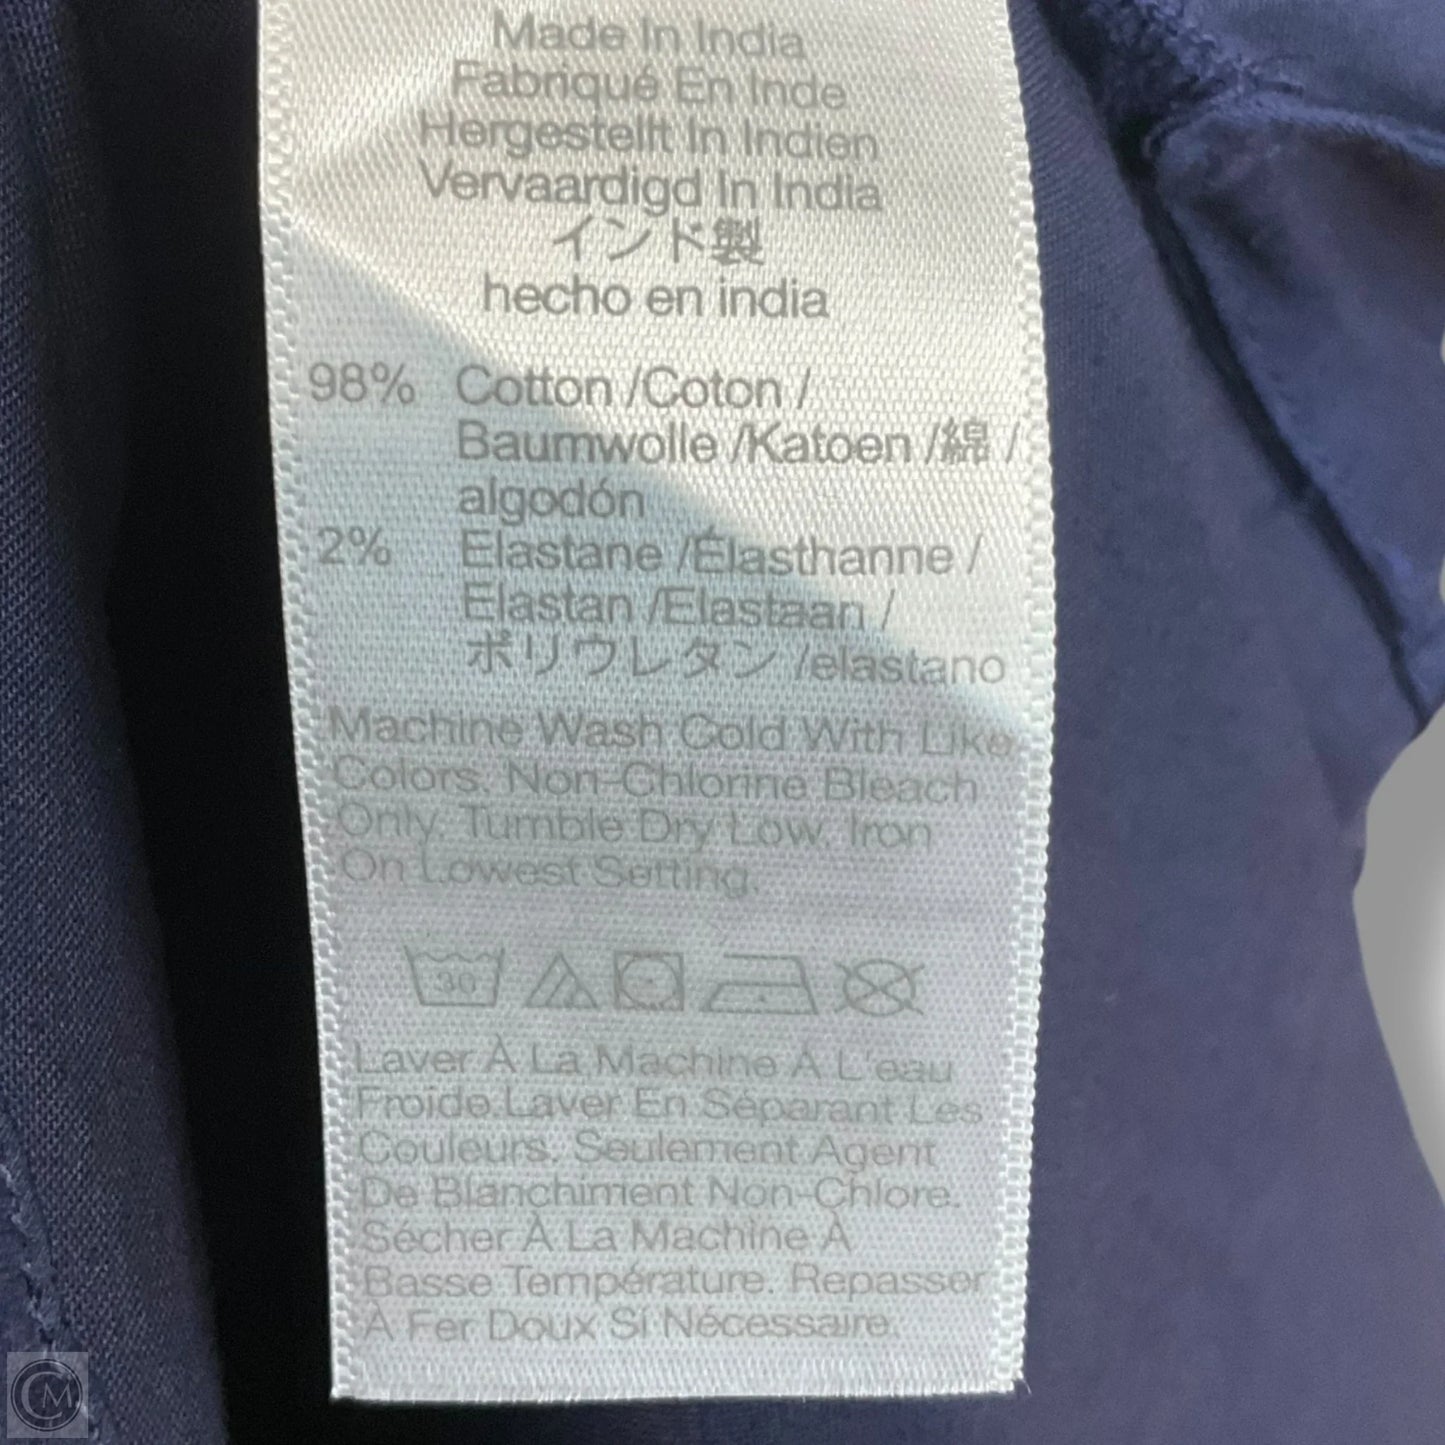 Made In India
Fabriqué En Inde
Hergestellt In Indien
Vervaardigd In India
インド製
hecho en india
98% Cotton /Coton /
Baumwolle /Katoen /綿 /
algodón
2% Elastane /Élasthanne /
Elastan /Elastaan /
ポリウレタン /elastano
Machine Wash Cold With Like
Colors. Non-Chlorine Bleach
Only. Tumble Dry Low. Iron
On Lowest Setting.
30
Laver À La Machine À L'eau
Froide.Laver En Séparant Les
Couleurs. Seulement Agent
De Blanchiment Non-Chlore.
Sécher À La Machine À
Basse Température. Repasser
À Fer Doux Si Nécessaire.
CM